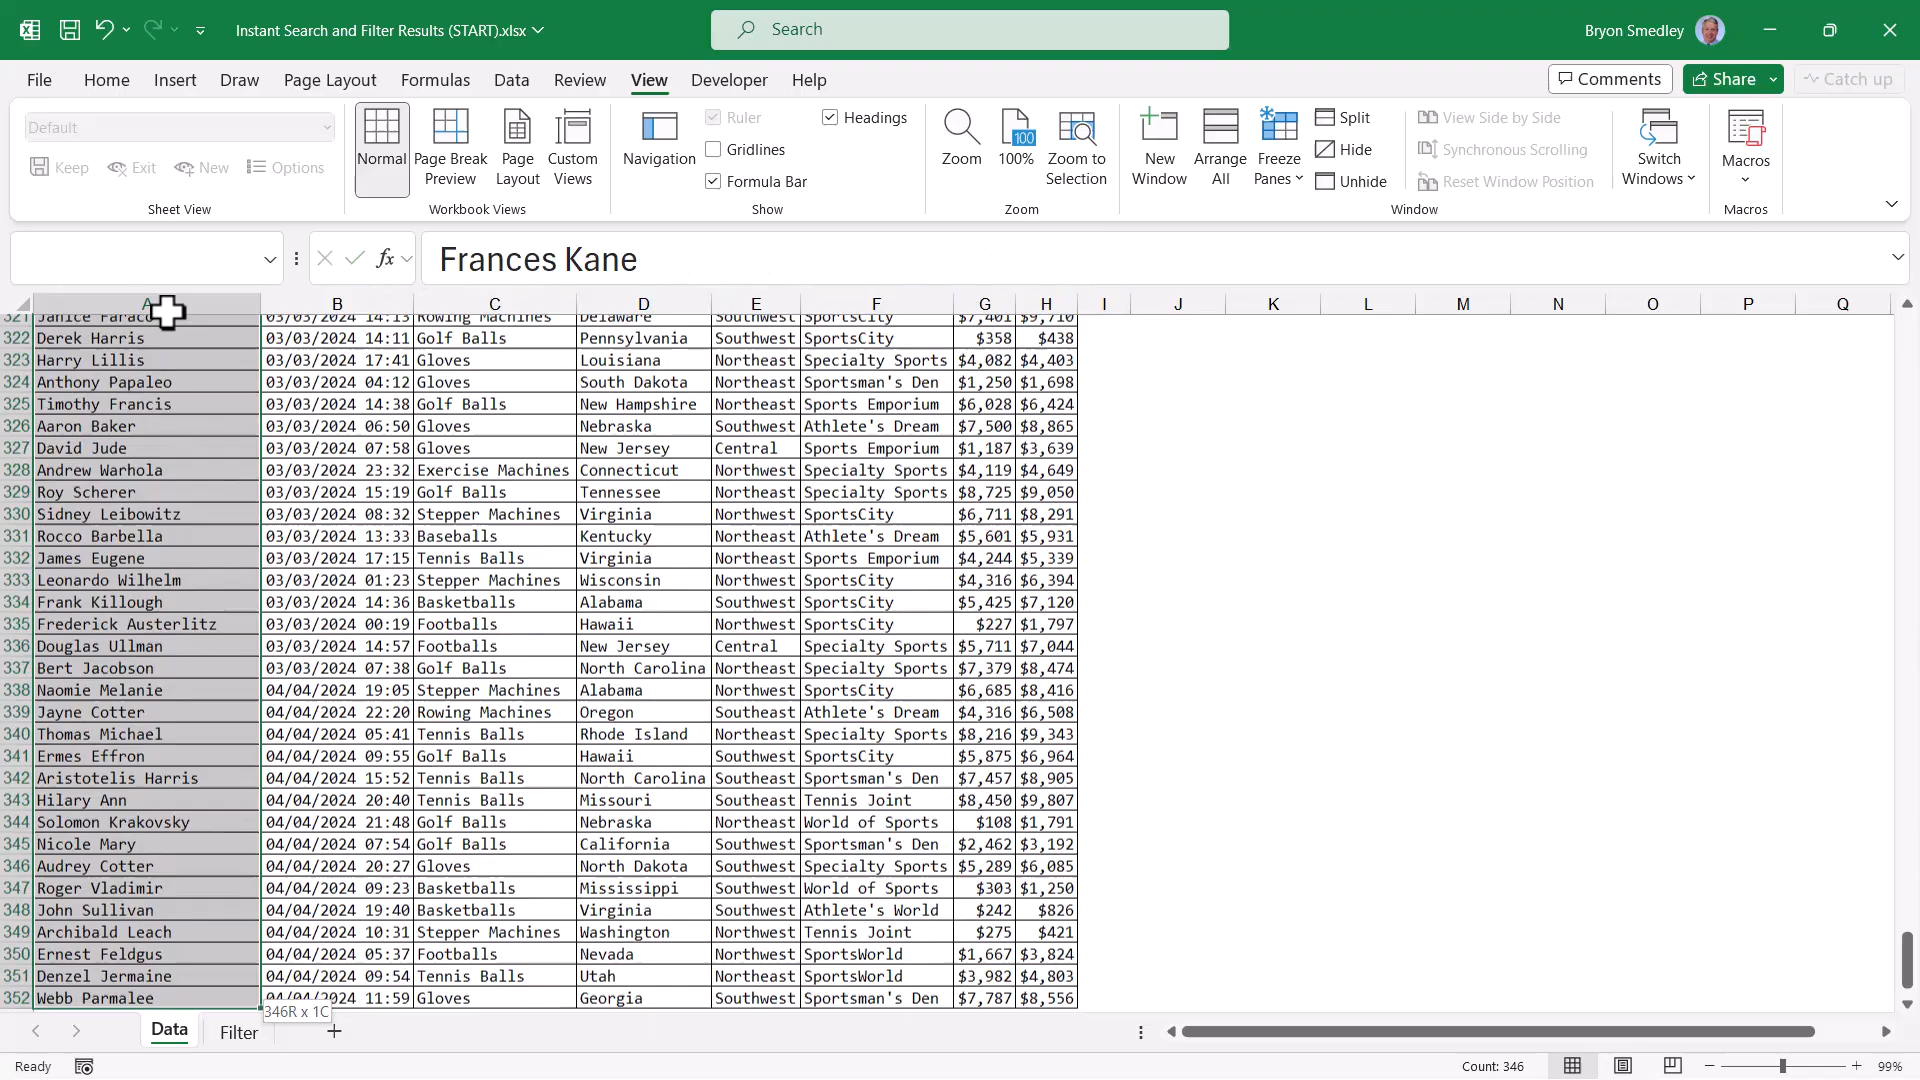 Instant Search and Filter Results (START).xlsx
Search
Bryon Smedley
File Home Insert Draw Page Layout Formulas Data Review View Developer Help
Comments Share Catch up
Default
Keep Exit New Options
Sheet View
Normal Page Break Preview Page Layout Custom Views
Workbook Views
Navigation
Ruler
Gridlines
Formula Bar
Headings
Show
Zoom 100% Zoom to Selection
Zoom
New Window Arrange All Freeze Panes
Split
Hide
Unhide
View Side by Side
Synchronous Scrolling
Reset Window Position
Switch Windows
Window
Macros
Macros
fx Frances Kane
A B C D E F G H I J K L M N O P Q
321 Janice Farac 03/03/2024 14:13 Rowing Machines Delaware Southwest SportsCity $7,401 $9,710
322 Derek Harris 03/03/2024 14:11 Golf Balls Pennsylvania Southwest SportsCity $358 $438
323 Harry Lillis 03/03/2024 17:41 Gloves Louisiana Northeast Specialty Sports $4,082 $4,403
324 Anthony Papaleo 03/03/2024 04:12 Gloves South Dakota Northeast Sportsman's Den $1,250 $1,698
325 Timothy Francis 03/03/2024 14:38 Golf Balls New Hampshire Northeast Sports Emporium $6,028 $6,424
326 Aaron Baker 03/03/2024 06:50 Gloves Nebraska Southwest Athlete's Dream $7,500 $8,865
327 David Jude 03/03/2024 07:58 Gloves New Jersey Central Sports Emporium $1,187 $3,639
328 Andrew Warhola 03/03/2024 23:32 Exercise Machines Connecticut Northwest Specialty Sports $4,119 $4,649
329 Roy Scherer 03/03/2024 15:19 Golf Balls Tennessee Northeast Specialty Sports $8,725 $9,050
330 Sidney Leibowitz 03/03/2024 08:32 Stepper Machines Virginia Northwest SportsCity $6,711 $8,291
331 Rocco Barbella 03/03/2024 13:33 Baseballs Kentucky Northeast Athlete's Dream $5,601 $5,931
332 James Eugene 03/03/2024 17:15 Tennis Balls Virginia Northwest Sports Emporium $4,244 $5,339
333 Leonardo Wilhelm 03/03/2024 01:23 Stepper Machines Wisconsin Northwest SportsCity $4,316 $6,394
334 Frank Killough 03/03/2024 14:36 Basketballs Alabama Southwest SportsCity $5,425 $7,120
335 Frederick Austerlitz 03/03/2024 00:19 Footballs Hawaii Northwest SportsCity $227 $1,797
336 Douglas Ullman 03/03/2024 14:57 Footballs New Jersey Central Specialty Sports $5,711 $7,044
337 Bert Jacobson 03/03/2024 07:38 Golf Balls North Carolina Northeast Specialty Sports $7,379 $8,474
338 Naomie Melanie 04/04/2024 19:05 Stepper Machines Alabama Northwest SportsCity $6,685 $8,416
339 Jayne Cotter 04/04/2024 22:20 Rowing Machines Oregon Southeast Athlete's Dream $4,316 $6,508
340 Thomas Michael 04/04/2024 05:41 Tennis Balls Rhode Island Northeast Specialty Sports $8,216 $9,343
341 Ermes Effron 04/04/2024 09:55 Golf Balls Hawaii Southwest SportsCity $5,875 $6,964
342 Aristotelis Harris 04/04/2024 15:52 Tennis Balls North Carolina Southeast Sportsman's Den $7,457 $8,905
343 Hilary Ann 04/04/2024 20:40 Tennis Balls Missouri Southeast Tennis Joint $8,450 $9,807
344 Solomon Krakovsky 04/04/2024 21:48 Golf Balls Nebraska Northeast World of Sports $108 $1,791
345 Nicole Mary 04/04/2024 07:54 Golf Balls California Southwest Sportsman's Den $2,462 $3,192
346 Audrey Cotter 04/04/2024 20:27 Gloves North Dakota Southwest Specialty Sports $5,289 $6,085
347 Roger Vladimir 04/04/2024 09:23 Basketballs Mississippi Southwest World of Sports $303 $1,250
348 John Sullivan 04/04/2024 19:40 Basketballs Virginia Southwest Athlete's World $242 $826
349 Archibald Leach 04/04/2024 10:31 Stepper Machines Washington Northwest Tennis Joint $275 $421
350 Ernest Feldgus 04/04/2024 05:37 Footballs Nevada Northeast SportsWorld $1,667 $3,824
351 Denzel Jermaine 04/04/2024 09:54 Tennis Balls Utah Northeast SportsWorld $3,982 $4,803
352 Webb Parmalee 04/04/2024 11:59 Gloves Georgia Southwest Sportsman's Den $7,787 $8,556
346R x 1C
Data Filter
Ready Count: 346 99%